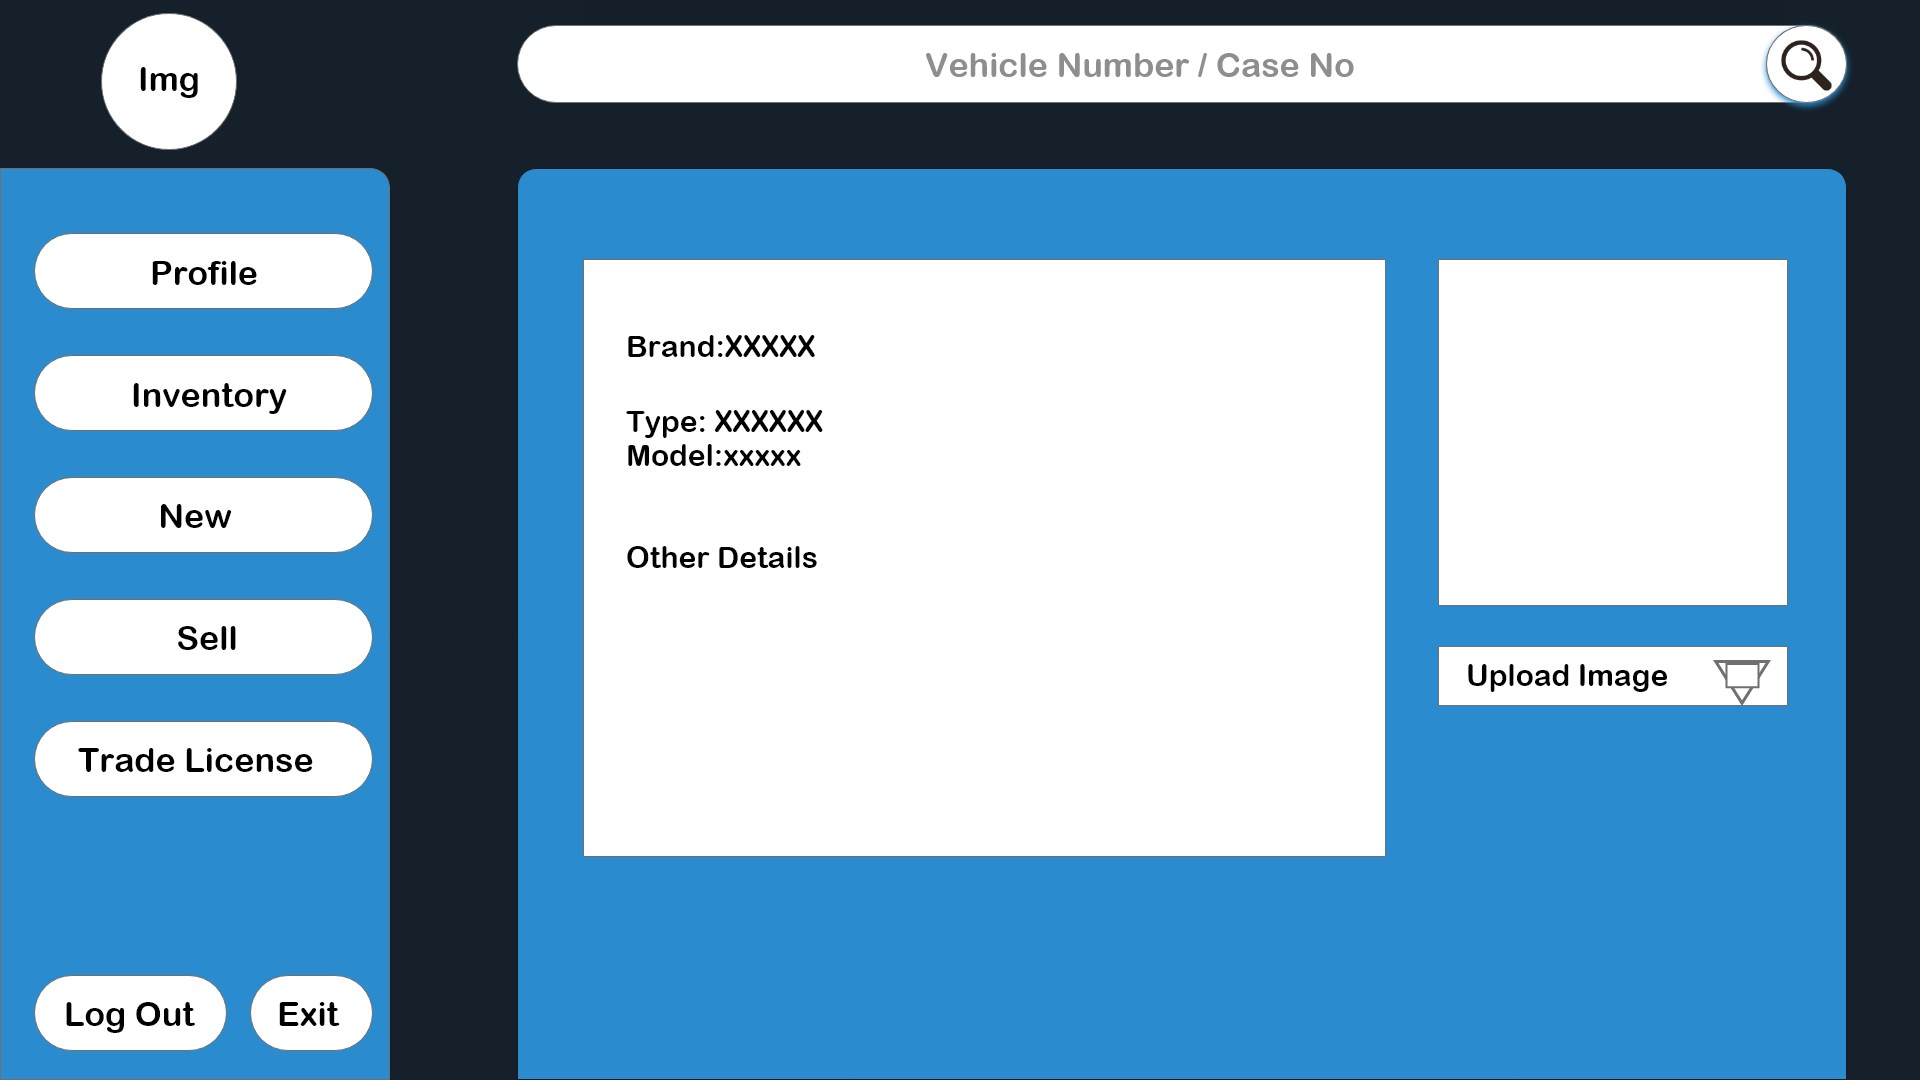 Img
Vehicle Number / Case No
Profile
Inventory
New
Sell
Trade License
Log Out
Exit
Brand:XXXXX
Type: XXXXXX
Model:xxxxx
Other Details
Upload Image